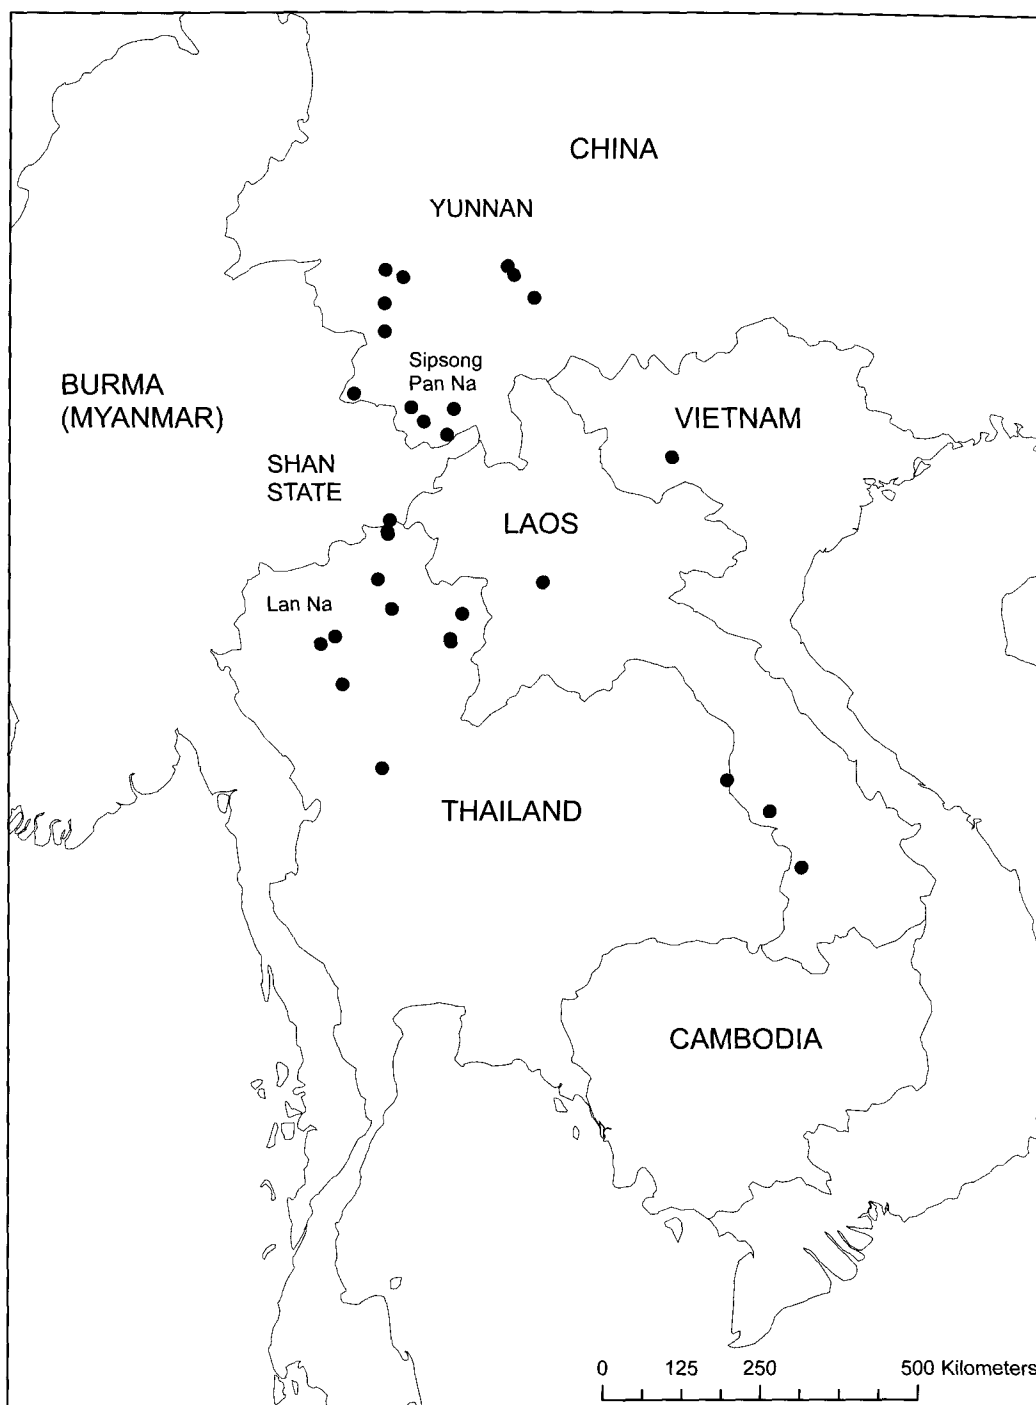 CHINA
YUNNAN
Sipsong
Pan Na
BURMA
(MYANMAR)
VIETNAM
SHAN
STATE
LAOS
Lan Na
THAILAND
CAMBODIA
0 125 250 500 Kilometers